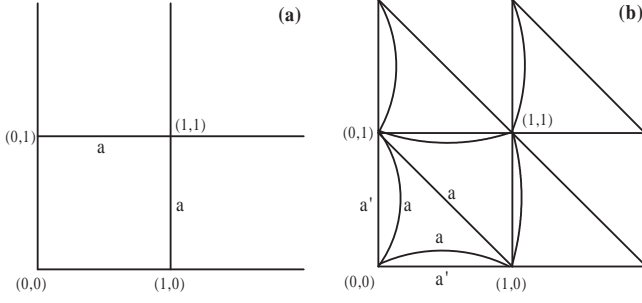 (a)
(0,1)
(1,1)
a
a
(0,0)
(1,0)
(b)
(0,1)
(1,1)
a'
a
a
a
(0,0)
a'
(1,0)